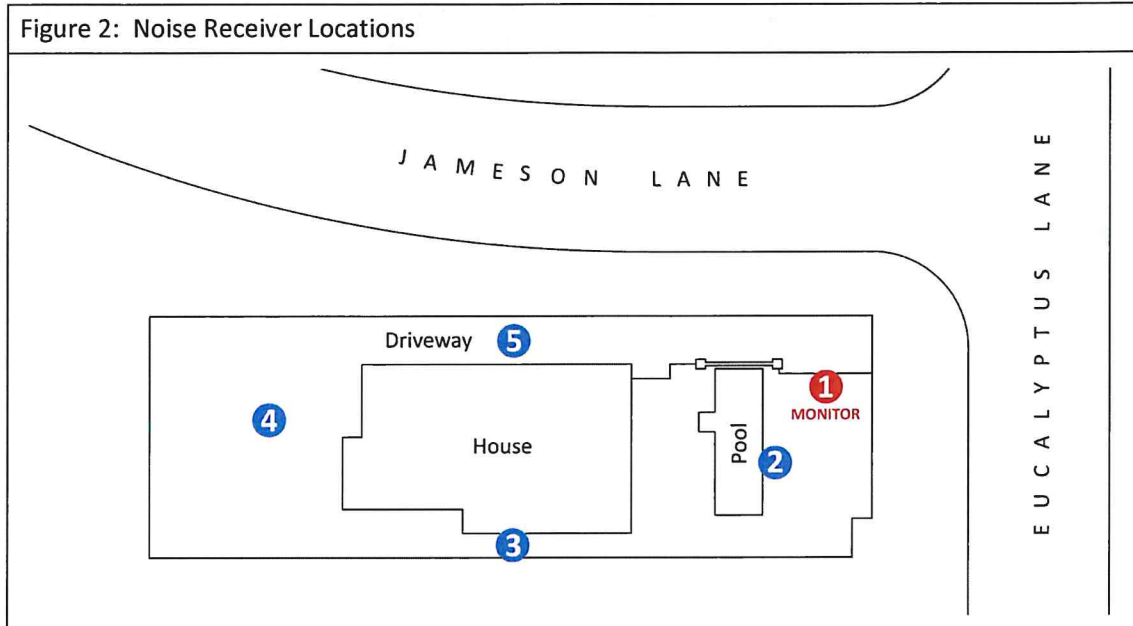 Figure 2: Noise Receiver Locations
JAMESON LANE
EUCALYPTUS LANE
Driveway
5
1
MONITOR
4
House
Pool
2
3